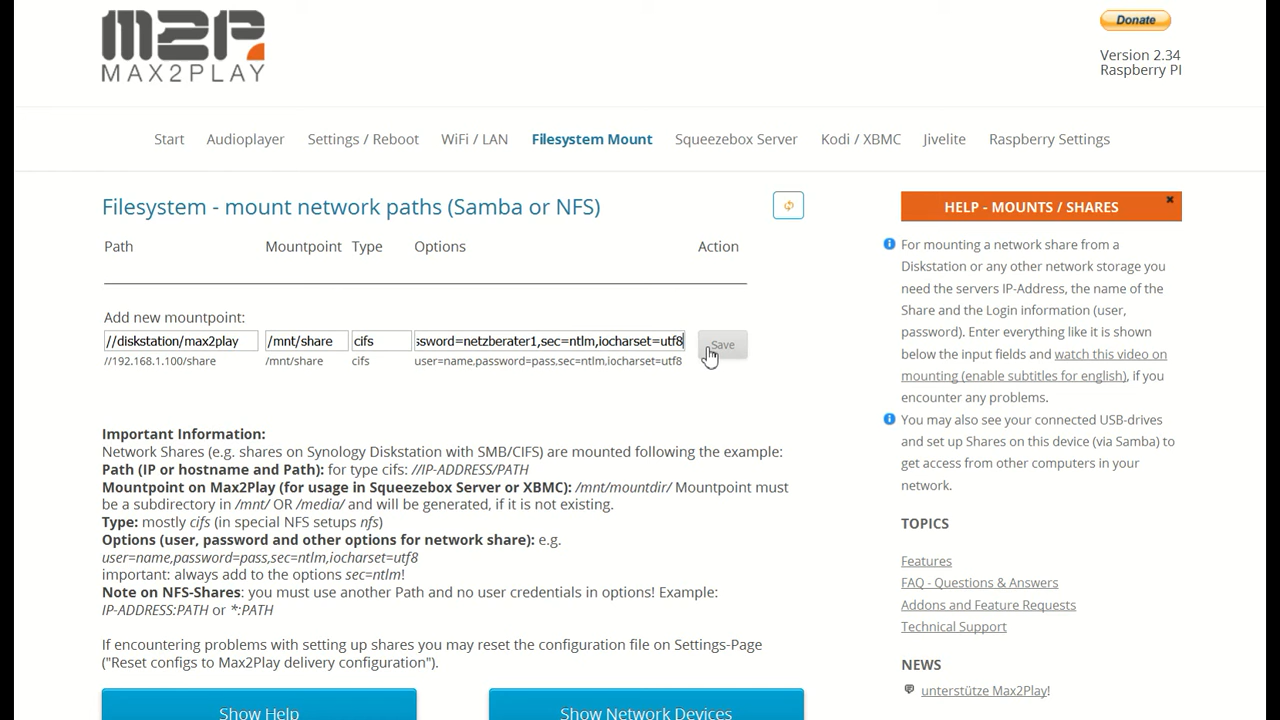 M2P
MAX2PLAY
Donate
Version 2.34
Raspberry PI
Start Audioplayer Settings / Reboot WiFi / LAN Filesystem Mount Squeezebox Server Kodi / XBMC Jivelite Raspberry Settings
Filesystem - mount network paths (Samba or NFS)
Path Mountpoint Type Options Action
Add new mountpoint:
//diskstation/max2play /mnt/share cifs sword=netzberater1,sec=ntlm,iocharset=utf8 Save
//192.168.1.100/share /mnt/share cifs user=name,password=pass,sec=ntlm,iocharset=utf8
Important Information:
Network Shares (e.g. shares on Synology Diskstation with SMB/CIFS) are mounted following the example:
Path (IP or hostname and Path): for type cifs: //IP-ADDRESS/PATH
Mountpoint on Max2Play (for usage in Squeezebox Server or XBMC): /mnt/mountdir/ Mountpoint must
be a subdirectory in /mnt/ OR /media/ and will be generated, if it is not existing.
Type: mostly cifs (in special NFS setups nfs)
Options (user, password and other options for network share): e.g.
user=name,password=pass,sec=ntlm,iocharset=utf8
important: always add to the options sec=ntlm!
Note on NFS-Shares: you must use another Path and no user credentials in options! Example:
IP-ADDRESS:PATH or *:PATH
If encountering problems with setting up shares you may reset the configuration file on Settings-Page
("Reset configs to Max2Play delivery configuration").
Show Help Show Network Devices
HELP - MOUNTS / SHARES
For mounting a network share from a
Diskstation or any other network storage you
need the servers IP-Address, the name of the
Share and the Login information (user,
password). Enter everything like it is shown
below the input fields and watch this video on
mounting (enable subtitles for english), if you
encounter any problems.
You may also see your connected USB-drives
and set up Shares on this device (via Samba) to
get access from other computers in your
network.
TOPICS
Features
FAQ - Questions & Answers
Addons and Feature Requests
Technical Support
NEWS
unterstütze Max2Play!